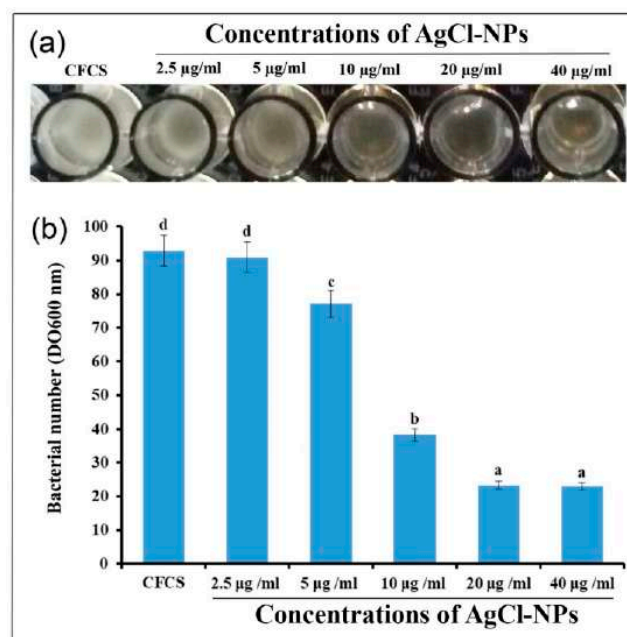 (a)
Concentrations of AgCl-NPs
CFCS 2.5 µg/ml 5 µg/ml 10 µg/ml 20 µg/ml 40 µg/ml
(b)
Bacterial number (DO600 nm)
100
90
80
70
60
50
40
30
20
10
0
d d c b a a
CFCS 2.5 µg /ml 5 µg /ml 10 µg /ml 20 µg /ml 40 µg /ml
Concentrations of AgCl-NPs